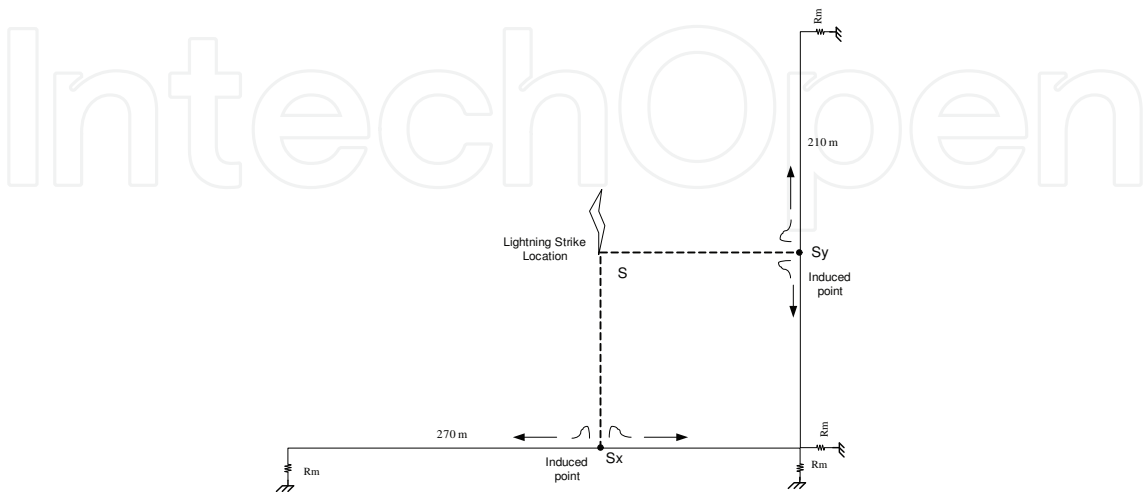 IntechOpen
Rm
210 m
Lightning Strike
Location
S
Sy
Induced
point
270 m
Sx
Induced
point
Rm
Rm
Rm